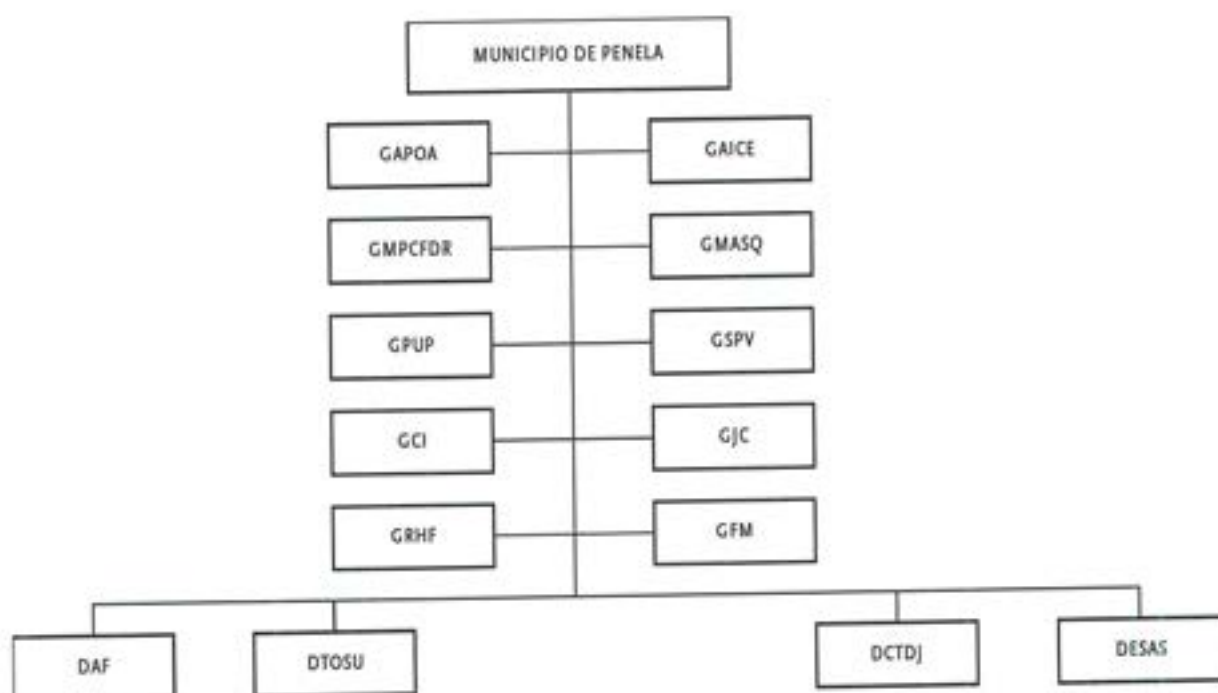 MUNICIPIO DE PENELA
GAPOA
GAICE
GMPCFDR
GMASQ
GPUP
GSPV
GCI
GJC
GRHF
GFM
DAF
DTOSU
DCTDJ
DESAS